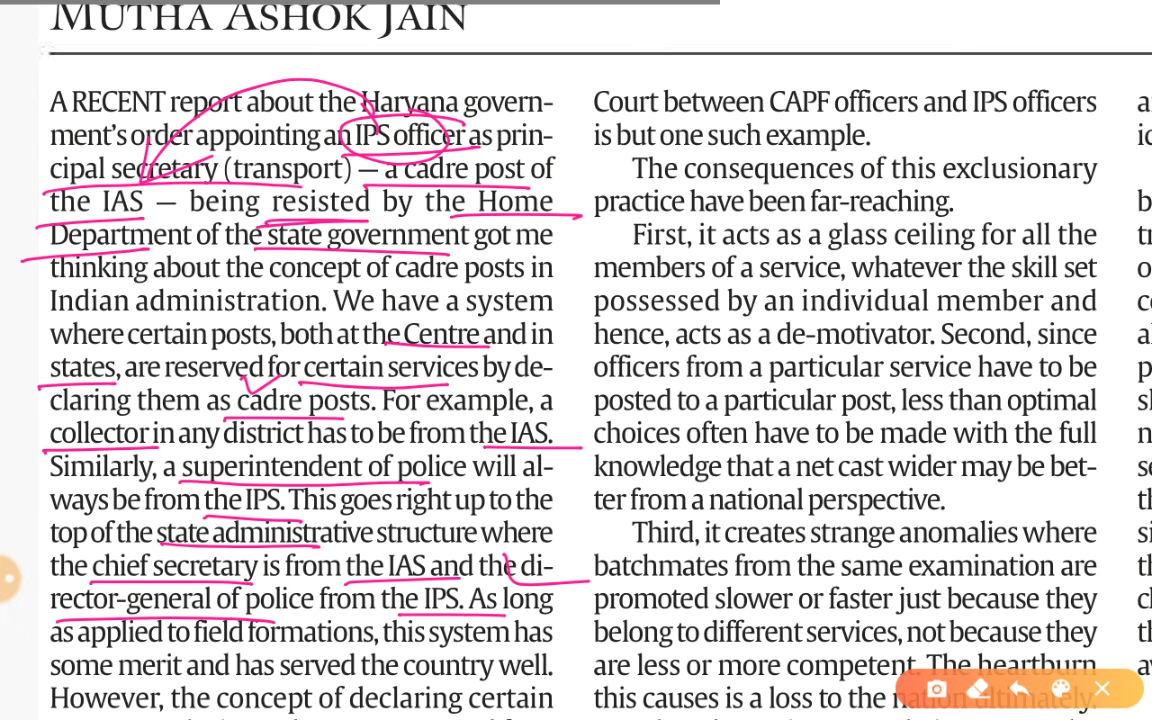 MUTHA ASHOK JAIN
A RECENT report about the Haryana govern-
ment's order appointing an IPS officer as prin-
cipal secretary (transport) — a cadre post of
the IAS — being resisted by the Home
Department of the state government got me
thinking about the concept of cadre posts in
Indian administration. We have a system
where certain posts, both at the Centre and in
states, are reserved for certain services by de-
claring them as cadre posts. For example, a
collector in any district has to be from the IAS.
Similarly, a superintendent of police will al-
ways be from the IPS. This goes right up to the
top of the state administrative structure where
the chief secretary is from the IAS and the di-
rector-general of police from the IPS. As long
as applied to field formations, this system has
some merit and has served the country well.
However, the concept of declaring certain
Court between CAPF officers and IPS officers
is but one such example.
The consequences of this exclusionary
practice have been far-reaching.
First, it acts as a glass ceiling for all the
members of a service, whatever the skill set
possessed by an individual member and
hence, acts as a de-motivator. Second, since
officers from a particular service have to be
posted to a particular post, less than optimal
choices often have to be made with the full
knowledge that a net cast wider may be bet-
ter from a national perspective.
Third, it creates strange anomalies where
batchmates from the same examination are
promoted slower or faster just because they
belong to different services, not because they
are less or more competent. The heartburn
this causes is a loss to the nation ultimately.